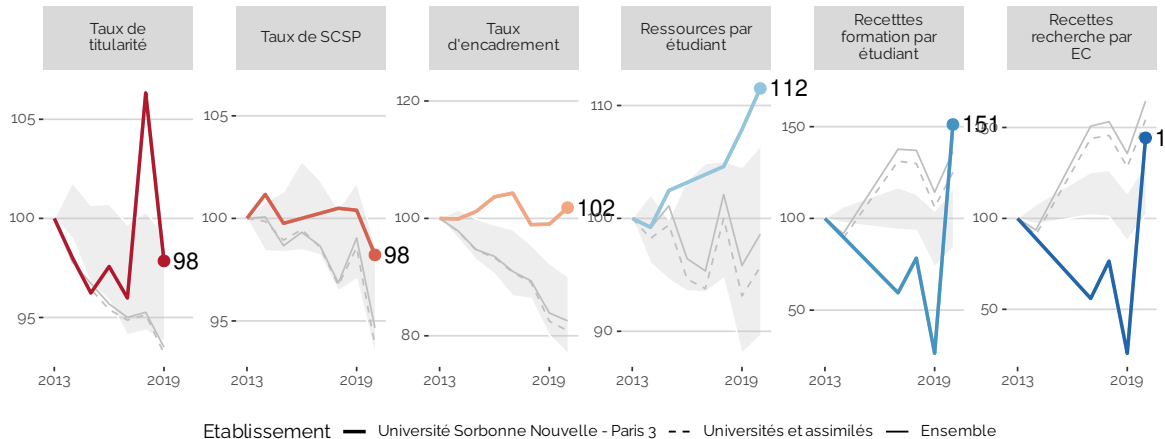 Taux de
titularité
Taux de SCSP
Taux
d'encadrement
Ressources par
étudiant
Recetttes
formation par
étudiant
Recettes
recherche par
EC
105
100
95
98
2013
2019
105
100
95
98
2013
2019
120
100
80
102
2013
2019
110
100
90
112
2013
2019
150
100
50
151
2013
2019
150
100
50
1
2013
2019
Etablissement
Université Sorbonne Nouvelle - Paris 3
Universités et assimilés
Ensemble